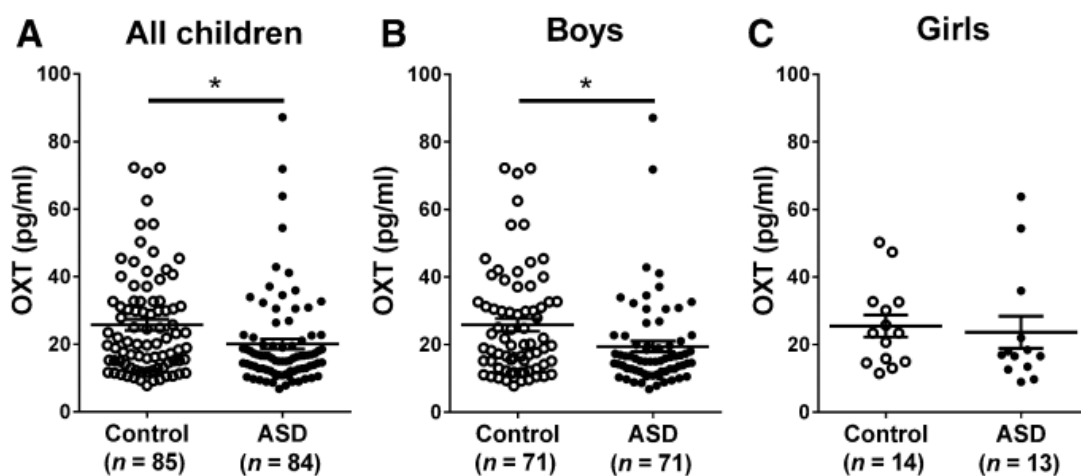 A All children
*
OXT (pg/ml)
100
80
60
40
20
0
Control ASD
(n = 85) (n = 84)
B Boys
*
OXT (pg/ml)
100
80
60
40
20
0
Control ASD
(n = 71) (n = 71)
C Girls
OXT (pg/ml)
100
80
60
40
20
0
Control ASD
(n = 14) (n = 13)